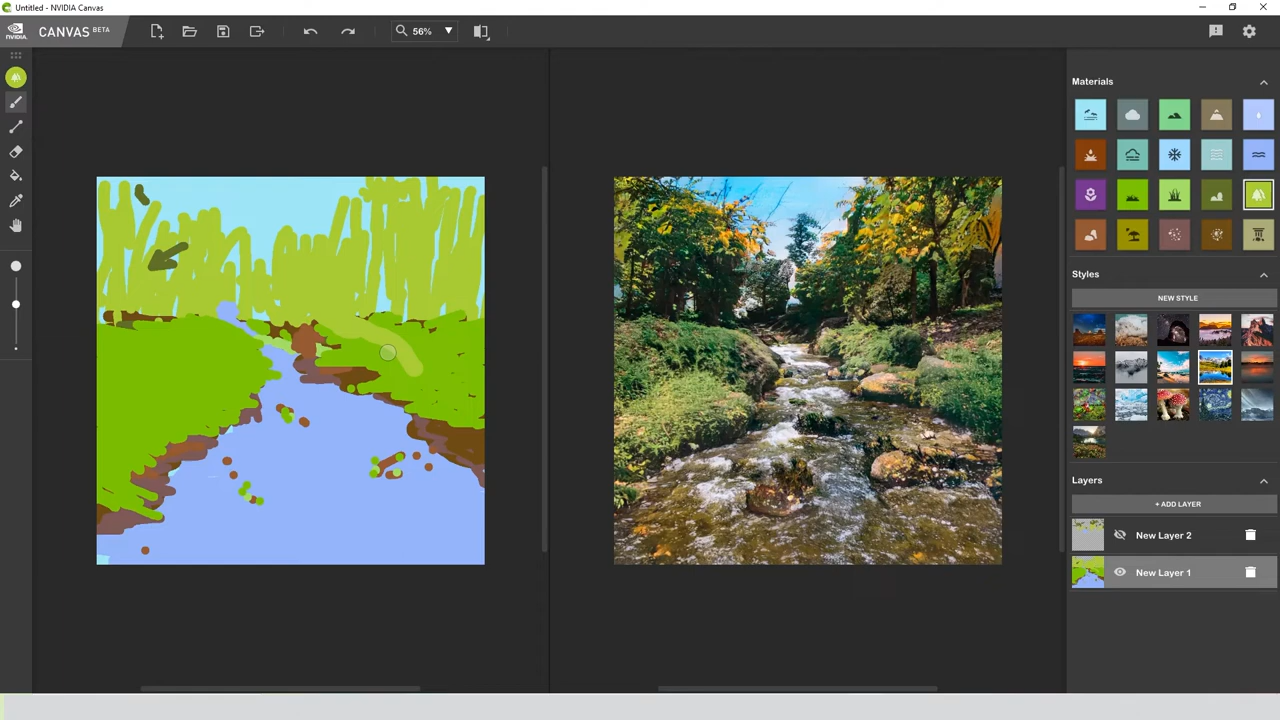 Untitled - NVIDIA Canvas
NVIDIA
CANVAS BETA
56%
Materials
Styles
NEW STYLE
Layers
+ ADD LAYER
New Layer 2
New Layer 1